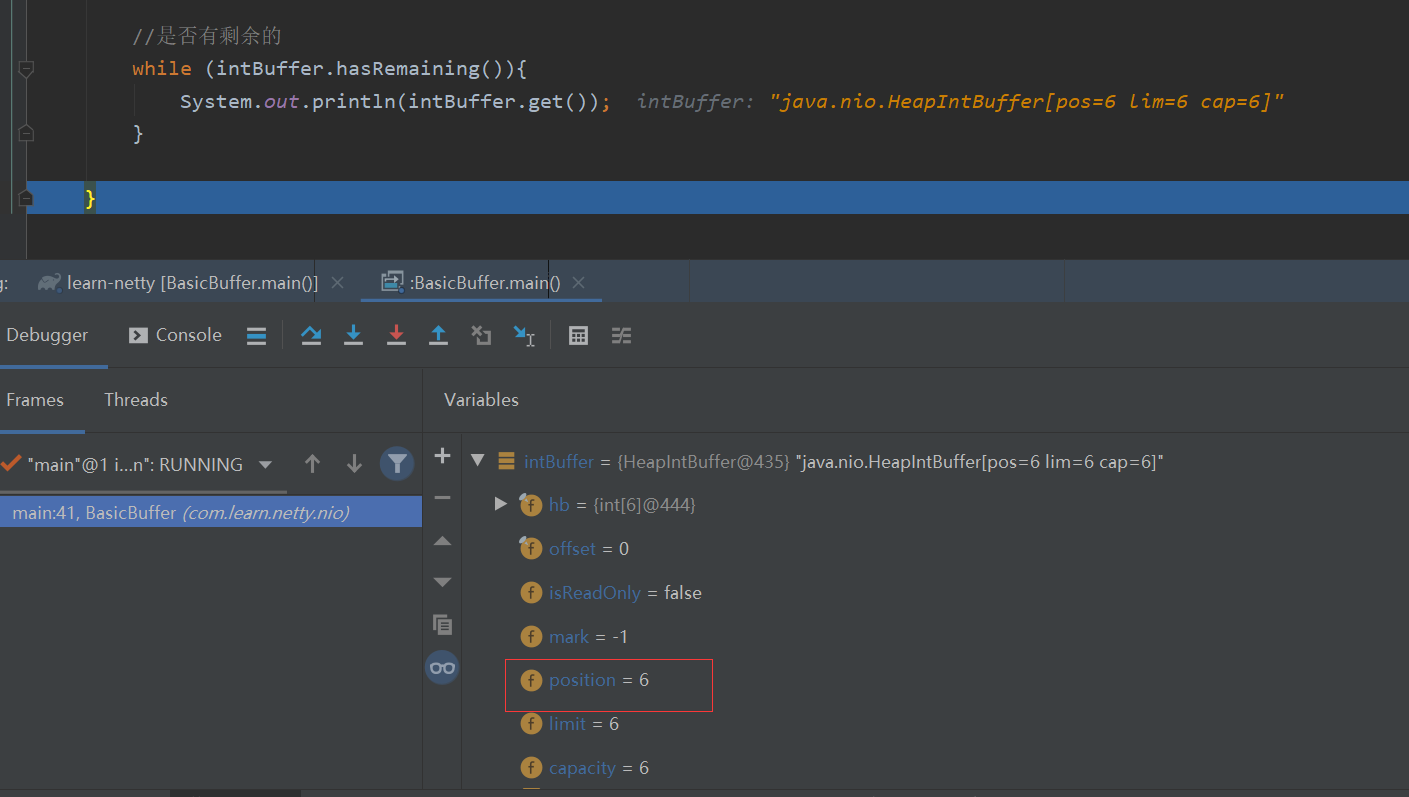 //是否有剩余的
while (intBuffer.hasRemaining()){
System.out.println(intBuffer.get()); intBuffer: "java.nio.HeapIntBuffer[pos=6 lim=6 cap=6]"
}
}
g: learn-netty [BasicBuffer.main()] :BasicBuffer.main()
Debugger Console
Frames Threads Variables
"main"@1 i...n": RUNNING
main:41, BasicBuffer (com.learn.netty.nio)
intBuffer = {HeapIntBuffer@435} "java.nio.HeapIntBuffer[pos=6 lim=6 cap=6]"
f hb = {int[6]@444}
f offset = 0
f isReadOnly = false
f mark = -1
f position = 6
f limit = 6
f capacity = 6